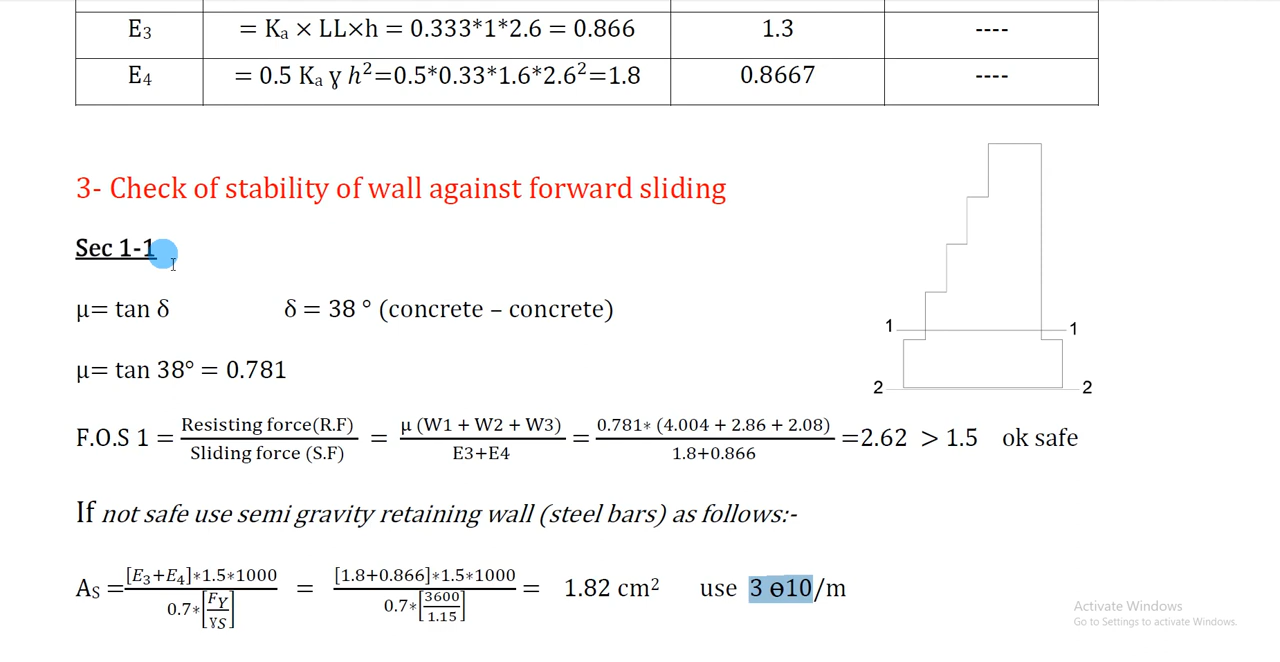 E₃ = Kₐ × LL×h = 0.333*1*2.6 = 0.866 1.3 ----
E₄ = 0.5 Kₐ ɣ h²=0.5*0.33*1.6*2.6²=1.8 0.8667 ----
3- Check of stability of wall against forward sliding
Sec 1-1
μ= tan δ δ = 38 ° (concrete – concrete)
1 1
μ= tan 38° = 0.781
2 2
F.O.S 1 = Resisting force(R.F) / Sliding force (S.F) = μ (W1 + W2 + W3) / E3+E4 = 0.781* (4.004 + 2.86 + 2.08) / 1.8+0.866 =2.62 > 1.5 ok safe
If not safe use semi gravity retaining wall (steel bars) as follows:-
A_S = [E₃+E₄]*1.5*1000 / 0.7*[F_Y / ɣS] = [1.8+0.866]*1.5*1000 / 0.7*[3600 / 1.15] = 1.82 cm² use 3 ɵ10/m
Activate Windows
Go to Settings to activate Windows.